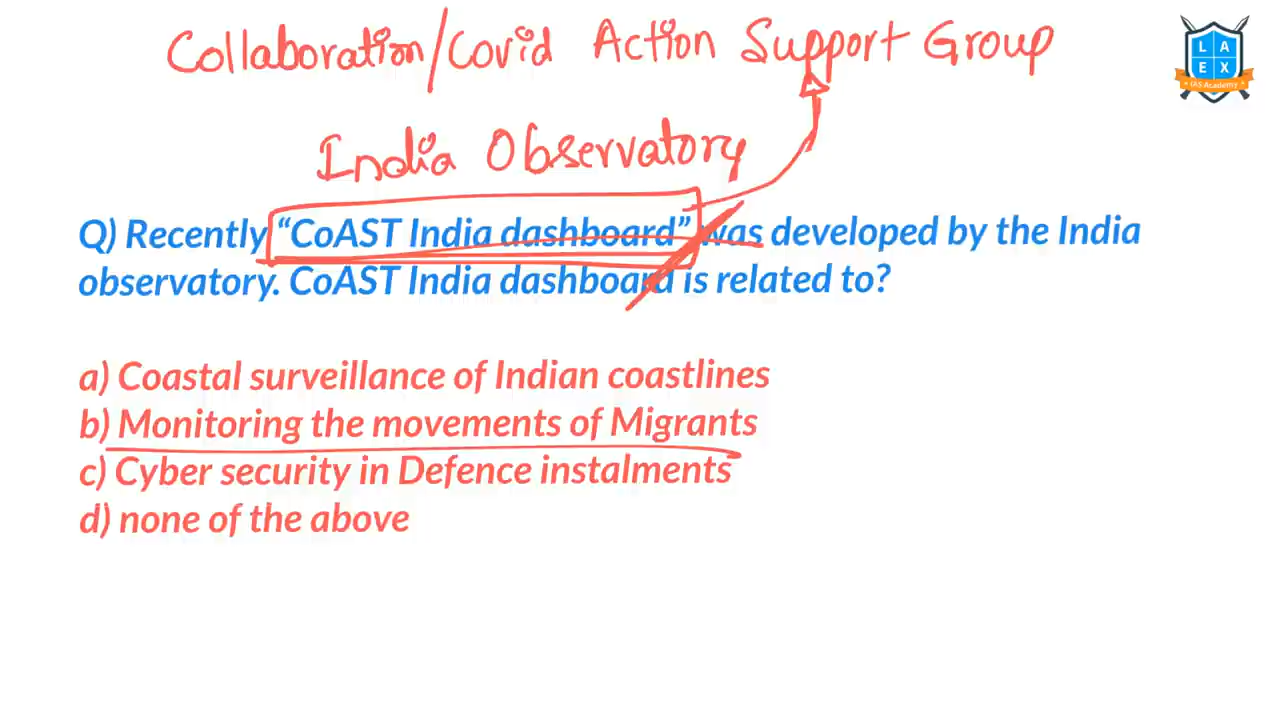 Collaboration/Covid Action Support Group
L A
E X
IAS Academy
India Observatory
Q) Recently “CoAST India dashboard” was developed by the India
observatory. CoAST India dashboard is related to?
a) Coastal surveillance of Indian coastlines
b) Monitoring the movements of Migrants
c) Cyber security in Defence instalments
d) none of the above